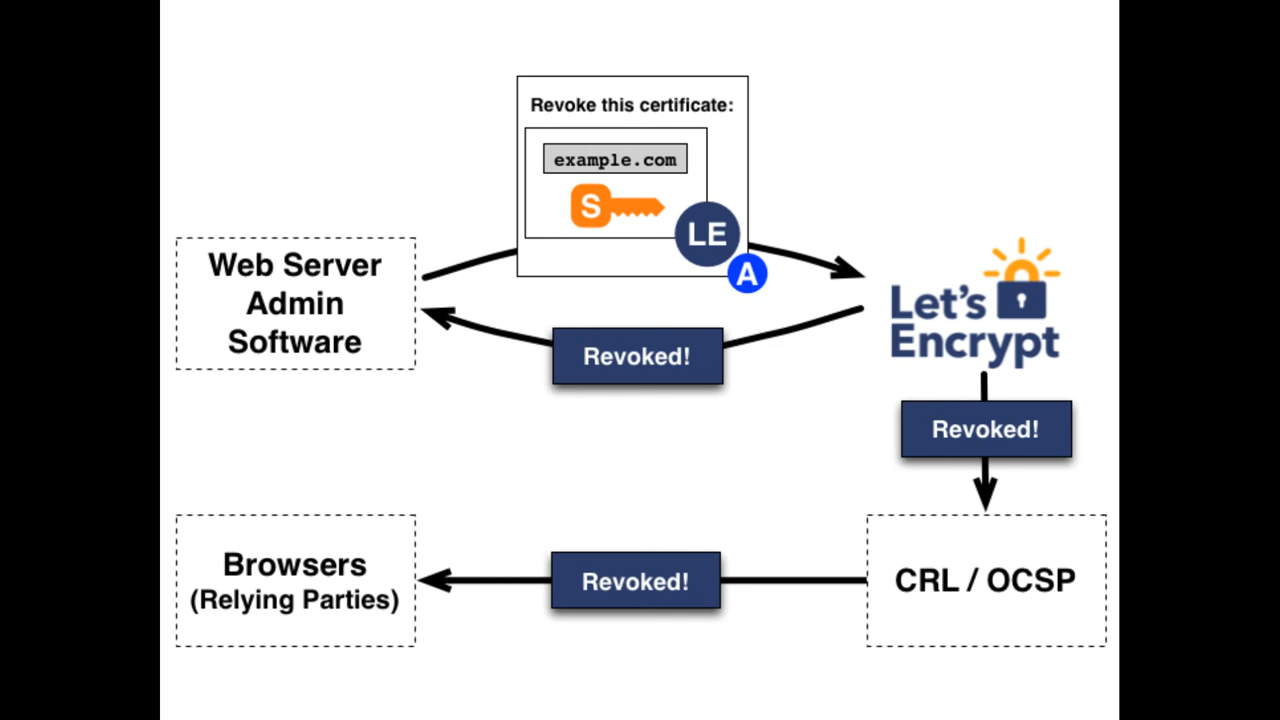 Revoke this certificate:
example.com
S
LE
A
Web Server
Admin
Software
Let's
Encrypt
Revoked!
Revoked!
Browsers
(Relying Parties)
Revoked!
CRL / OCSP